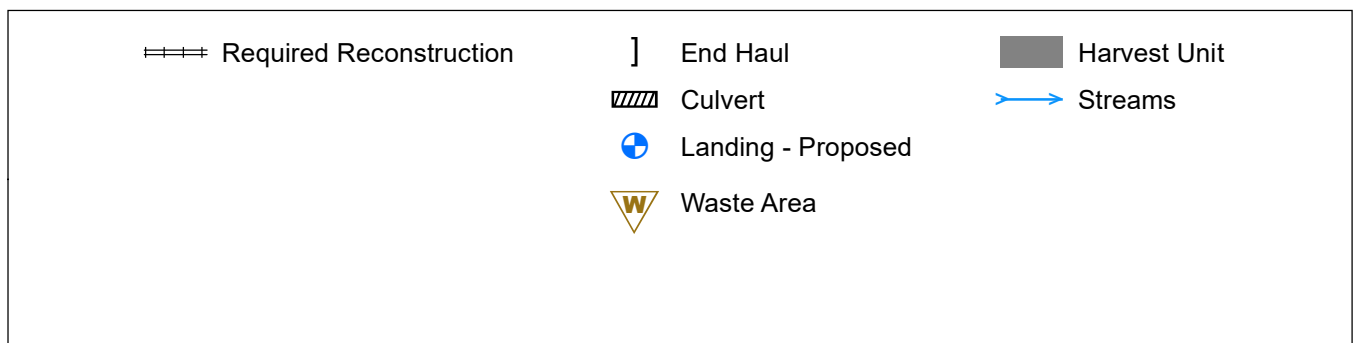 Required Reconstruction
] End Haul
Culvert
Landing - Proposed
W Waste Area
Harvest Unit
Streams